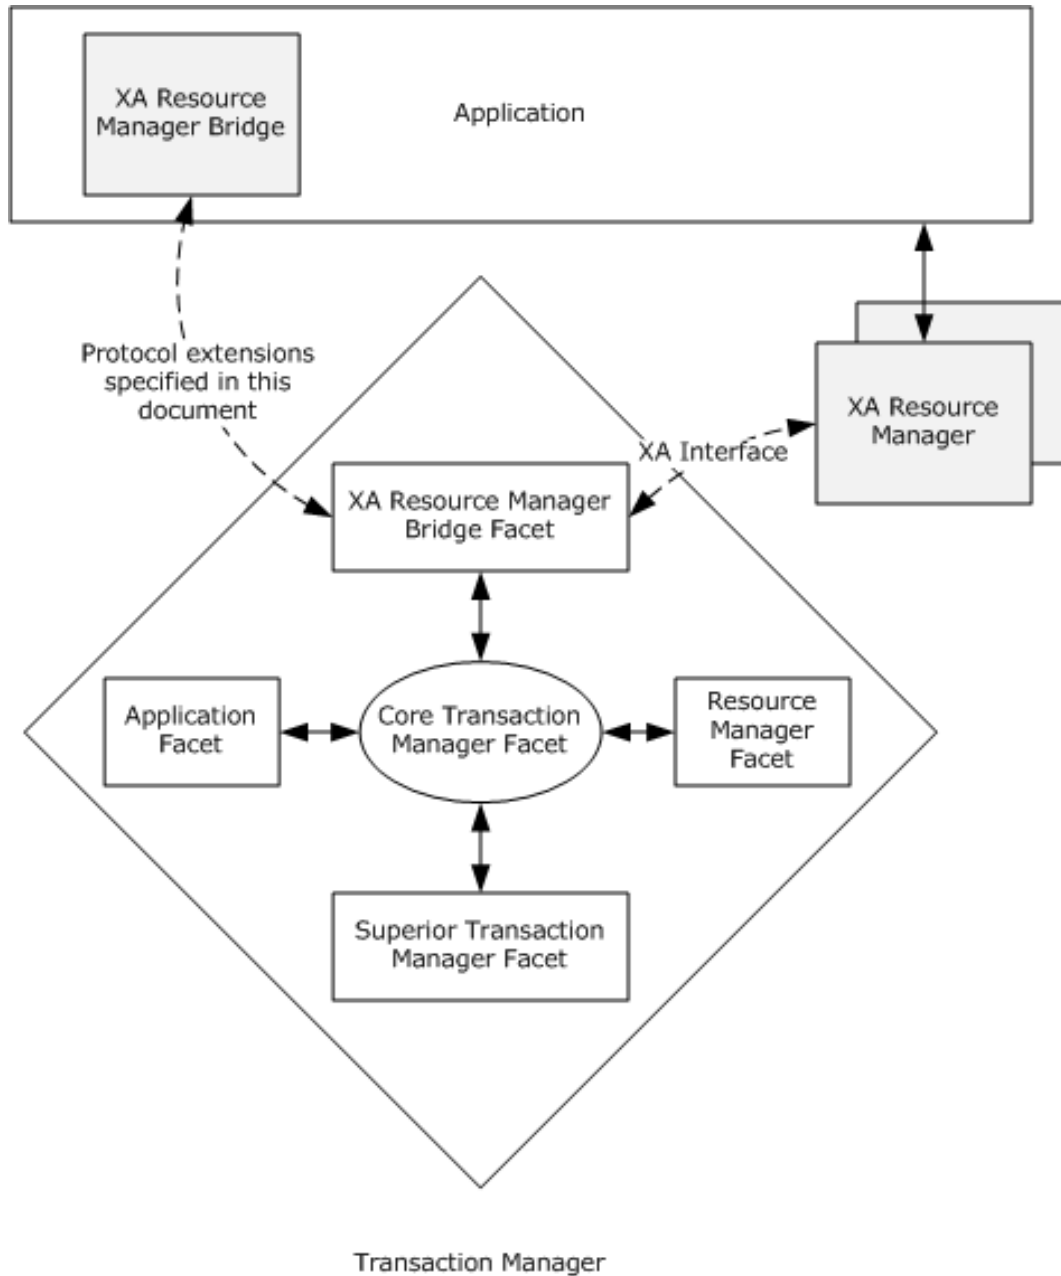 XA Resource
Manager Bridge
Application
Protocol extensions
specified in this
document
XA Resource
Manager
XA Interface
XA Resource Manager
Bridge Facet
Application
Facet
Core Transaction
Manager Facet
Resource
Manager
Facet
Superior Transaction
Manager Facet
Transaction Manager